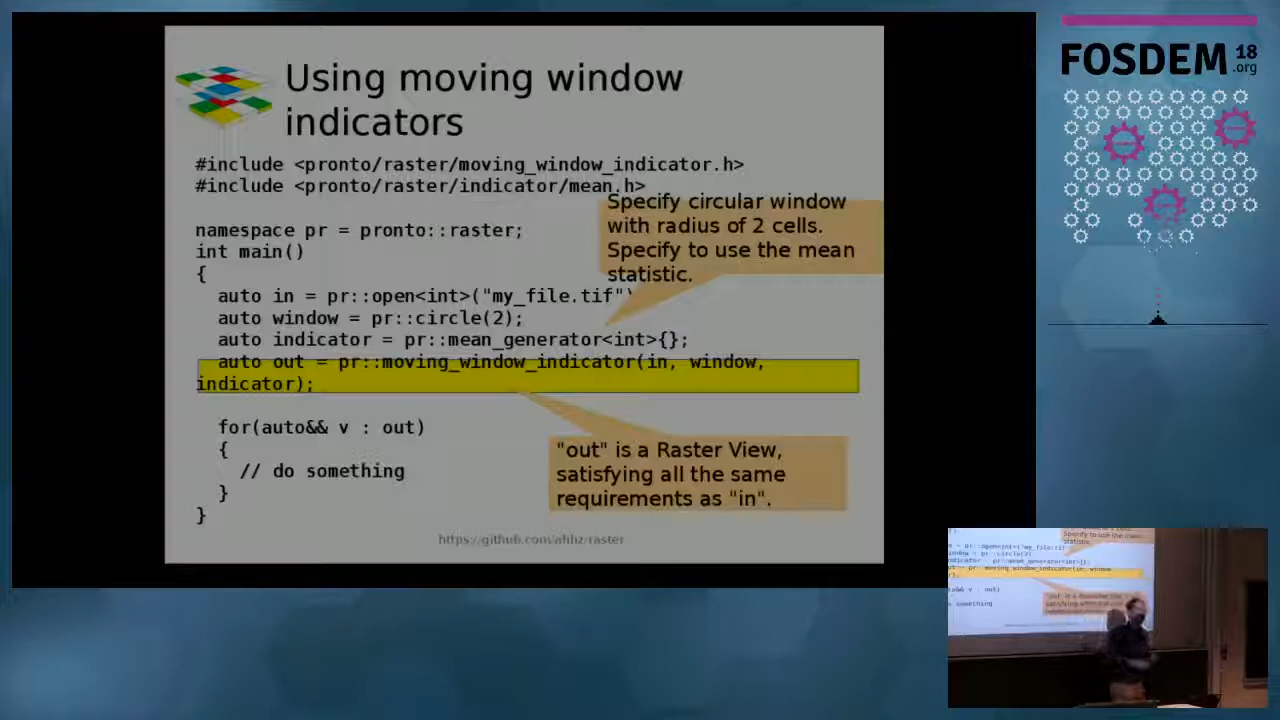 Using moving window
indicators
#include <pronto/raster/moving_window_indicator.h>
#include <pronto/raster/indicator/mean.h>
Specify circular window
with radius of 2 cells.
Specify to use the mean
statistic.
namespace pr = pronto::raster;
int main()
{
auto in = pr::open<int>("my_file.tif")
auto window = pr::circle(2);
auto indicator = pr::mean_generator<int>{};
auto out = pr::moving_window_indicator(in, window,
indicator);
for(auto&& v : out)
{
// do something
}
}
"out" is a Raster View,
satisfying all the same
requirements as "in".
https://github.com/ahhz/raster
FOSDEM 18
.org